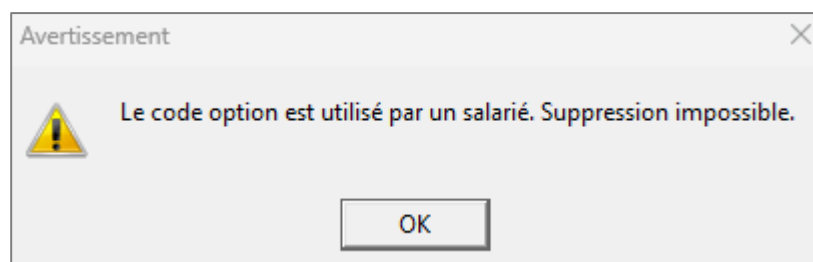 Avertissement
Le code option est utilisé par un salarié. Suppression impossible.
OK